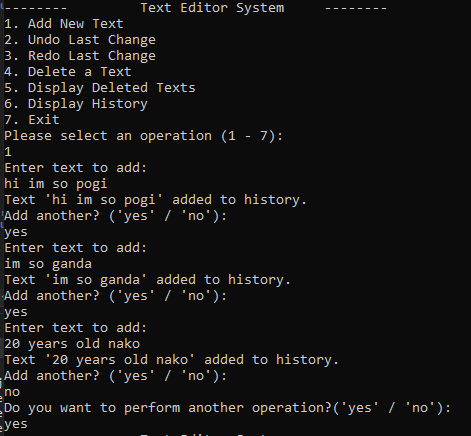 --------         Text Editor System     --------
1. Add New Text
2. Undo Last Change
3. Redo Last Change
4. Delete a Text
5. Display Deleted Texts
6. Display History
7. Exit
Please select an operation (1 - 7):
1
Enter text to add:
hi im so pogi
Text 'hi im so pogi' added to history.
Add another? ('yes' / 'no'):
yes
Enter text to add:
im so ganda
Text 'im so ganda' added to history.
Add another? ('yes' / 'no'):
yes
Enter text to add:
20 years old nako
Text '20 years old nako' added to history.
Add another? ('yes' / 'no'):
no
Do you want to perform another operation?('yes' / 'no'):
yes